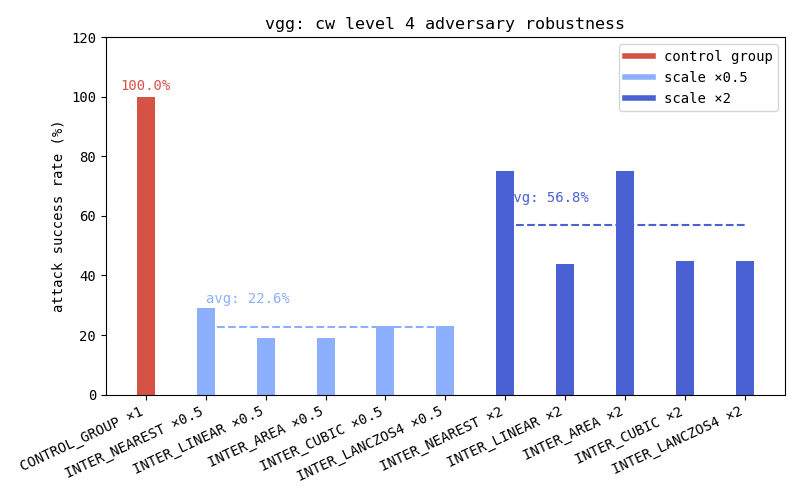 vgg: cw level 4 adversary robustness
attack success rate (%)
120
100
80
60
40
20
0
control group
scale ×0.5
scale ×2
100.0%
avg: 22.6%
vg: 56.8%
CONTROL_GROUP ×1
INTER_NEAREST ×0.5
INTER_LINEAR ×0.5
INTER_AREA ×0.5
INTER_CUBIC ×0.5
INTER_LANCZOS4 ×0.5
INTER_NEAREST ×2
INTER_LINEAR ×2
INTER_AREA ×2
INTER_CUBIC ×2
INTER_LANCZOS4 ×2